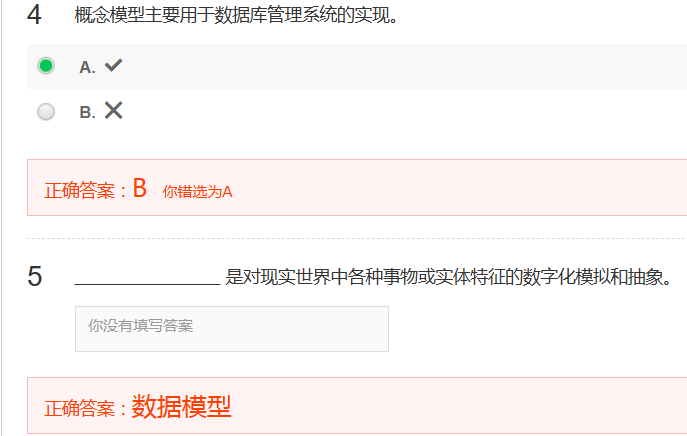 4 概念模型主要用于数据库管理系统的实现。
A. ✓
B. ✕
正确答案：B 你错选为A
5 ________________ 是对现实世界中各种事物或实体特征的数字化模拟和抽象。
你没有填写答案
正确答案：数据模型